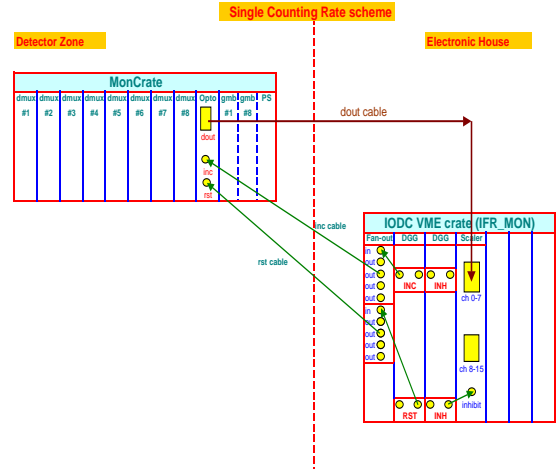 Single Counting Rate scheme
Detector Zone
Electronic House
MonCrate
dmux dmux dmux dmux dmux dmux dmux dmux Opto gmb gmb PS
#1 #2 #3 #4 #5 #6 #7 #8 #1 #8
dout cable
dout
inc
rst
inc cable
rst cable
IODC VME crate (IFR_MON)
Fan-out DGG DGG Scaler
in
out
out
out
out
INC INH
ch 0-7
in
out
out
out
out
ch 8-15
inhibit
RST INH